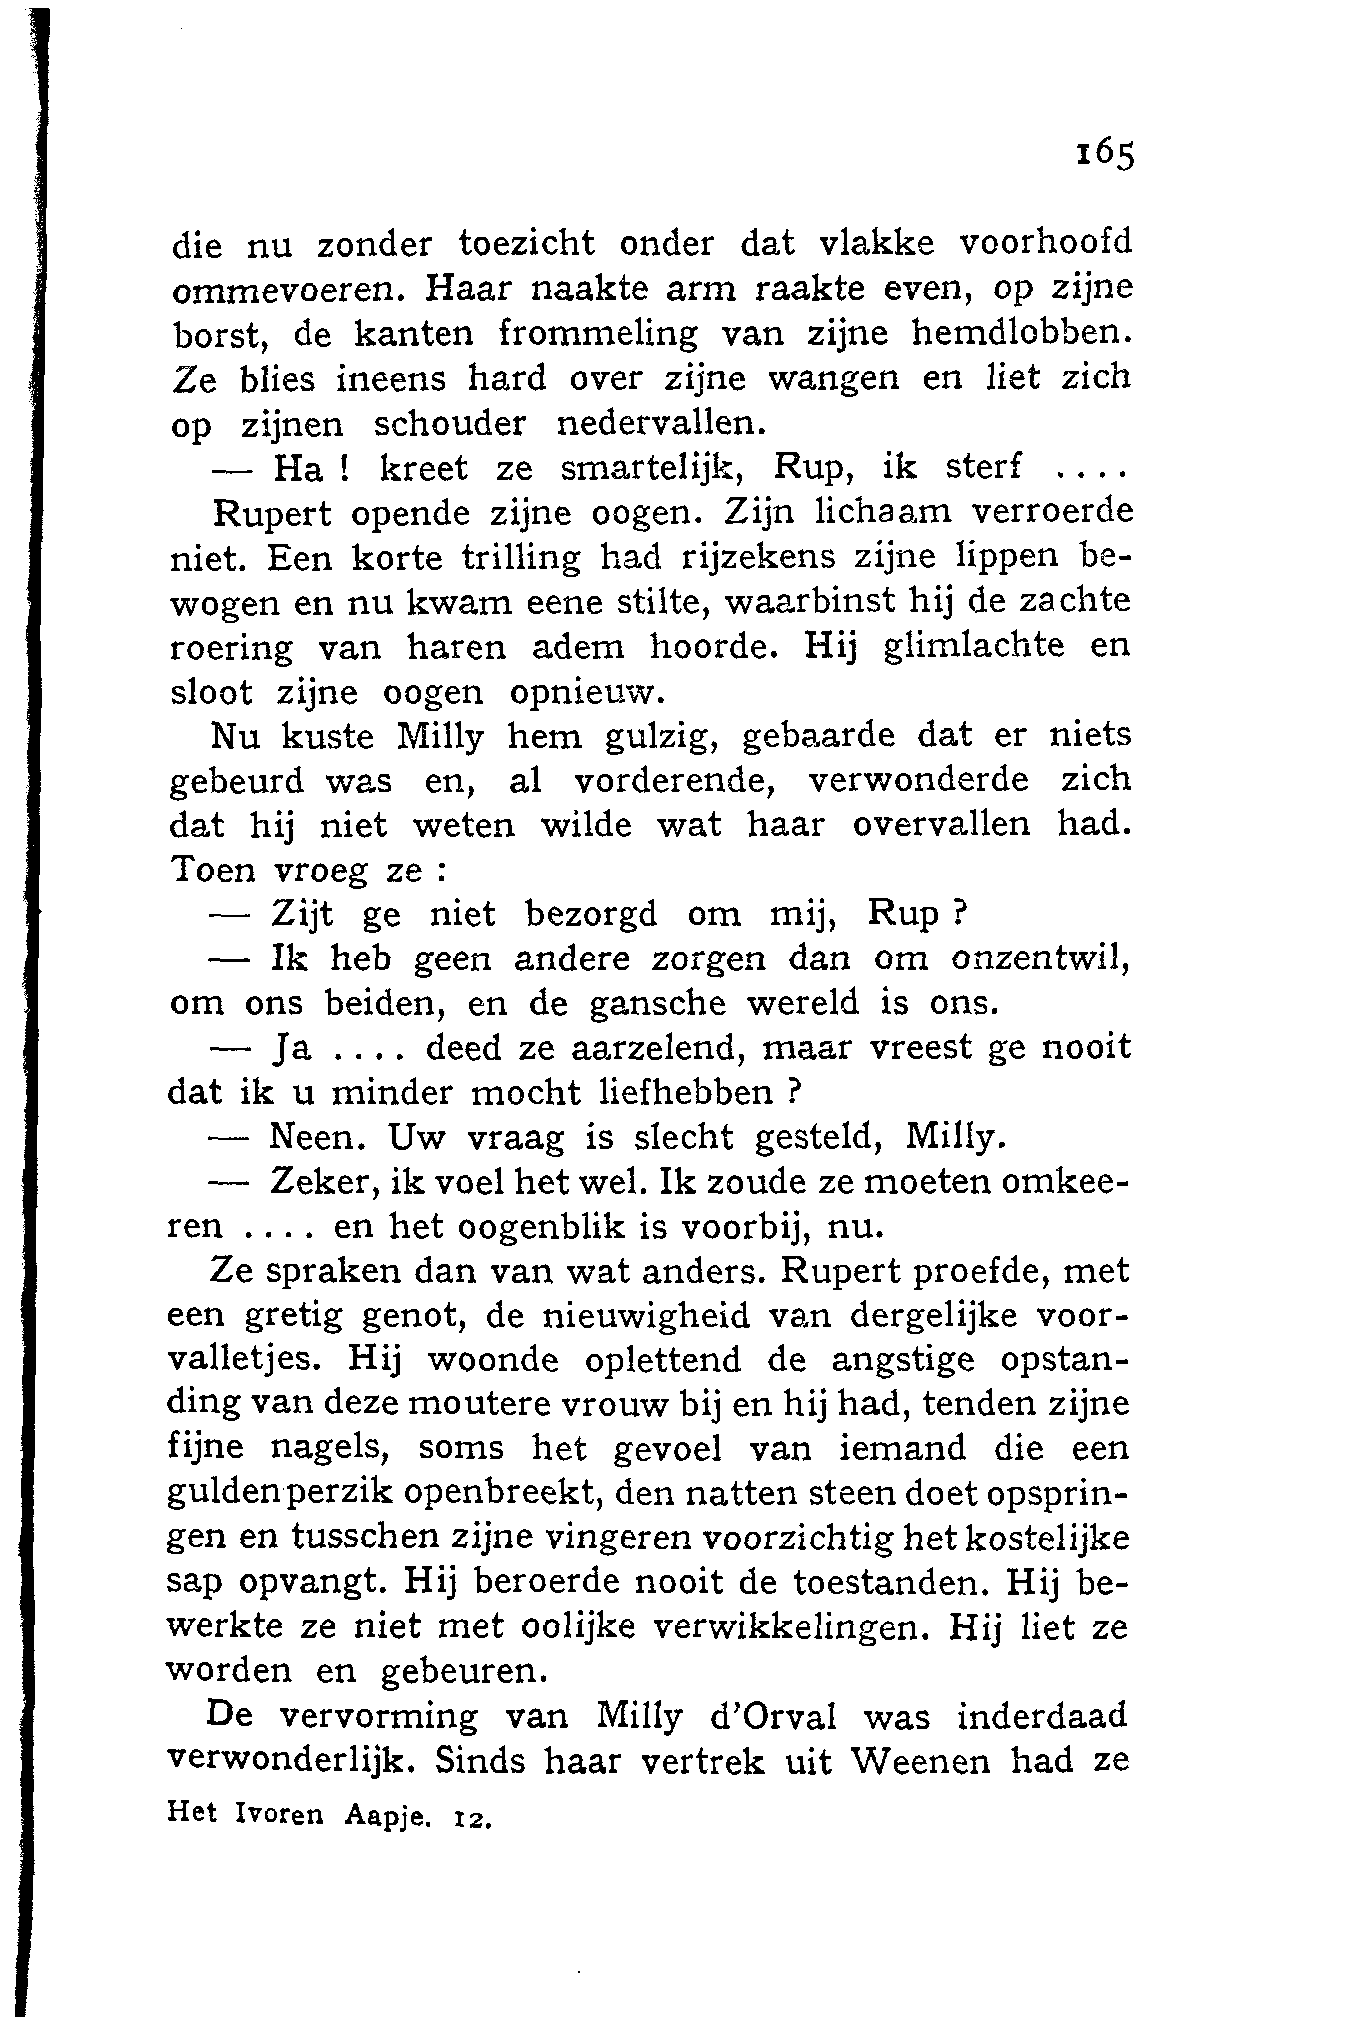 165
die nu zonder toezicht onder dat vlakke voorhoofd
ommevoeren. Haar naakte arm raakte even, op zijne
borst, de kanten frommeling van zijne hemdlobben.
Ze blies ineens hard over zijne wangen en liet zich
op zijnen schouder nedervallen.
— Ha ! kreet ze smartelijk, Rup, ik sterf ....
Rupert opende zijne oogen. Zijn lichaam verroerde
niet. Een korte trilling had rijzekens zijne lippen be-
wogen en nu kwam eene stilte, waarbinst hij de zachte
roering van haren adem hoorde. Hij glimlachte en
sloot zijne oogen opnieuw.
Nu kuste Milly hem gulzig, gebaarde dat er niets
gebeurd was en, al vorderende, verwonderde zich
dat hij niet weten wilde wat haar overvallen had.
Toen vroeg ze :
— Zijt ge niet bezorgd om mij, Rup ?
— Ik heb geen andere zorgen dan om onzentwil,
om ons beiden, en de gansche wereld is ons.
— Ja .... deed ze aarzelend, maar vreest ge nooit
dat ik u minder mocht liefhebben ?
— Neen. Uw vraag is slecht gesteld, Milly.
— Zeker, ik voel het wel. Ik zoude ze moeten omkee-
ren .... en het oogenblik is voorbij, nu.
Ze spraken dan van wat anders. Rupert proefde, met
een gretig genot, de nieuwigheid van dergelijke voor-
valletjes. Hij woonde oplettend de angstige opstan-
ding van deze moutere vrouw bij en hij had, tenden zijne
fijne nagels, soms het gevoel van iemand die een
guldenperzik openbreekt, den natten steen doet opsprin-
gen en tusschen zijne vingeren voorzichtig het kostelijke
sap opvangt. Hij beroerde nooit de toestanden. Hij be-
werkte ze niet met oolijke verwikkelingen. Hij liet ze
worden en gebeuren.
De vervorming van Milly d'Orval was inderdaad
verwonderlijk. Sinds haar vertrek uit Weenen had ze
Het Ivoren Aapje. 12.